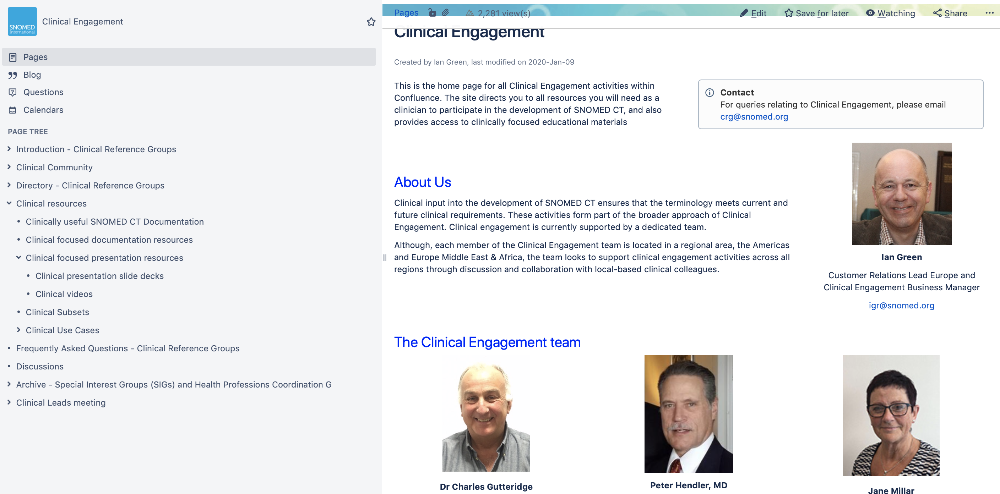 SNOMED
International
Clinical Engagement
Pages
Blog
Questions
Calendars
PAGE TREE
Introduction - Clinical Reference Groups
Clinical Community
Directory - Clinical Reference Groups
Clinical resources
Clinically useful SNOMED CT Documentation
Clinical focused documentation resources
Clinical focused presentation resources
Clinical presentation slide decks
Clinical videos
Clinical Subsets
Clinical Use Cases
Frequently Asked Questions - Clinical Reference Groups
Discussions
Archive - Special Interest Groups (SIGs) and Health Professions Coordination G
Clinical Leads meeting
Pages 2,281 view(s) Edit Save for later Watching Share
Clinical Engagement
Created by Ian Green, last modified on 2020-Jan-09
This is the home page for all Clinical Engagement activities within
Confluence. The site directs you to all resources you will need as a
clinician to participate in the development of SNOMED CT, and also
provides access to clinically focused educational materials
Contact
For queries relating to Clinical Engagement, please email
crg@snomed.org
About Us
Clinical input into the development of SNOMED CT ensures that the terminology meets current and
future clinical requirements. These activities form part of the broader approach of Clinical
Engagement. Clinical engagement is currently supported by a dedicated team.
Although, each member of the Clinical Engagement team is located in a regional area, the Americas
and Europe Middle East & Africa, the team looks to support clinical engagement activities across all
regions through discussion and collaboration with local-based clinical colleagues.
Ian Green
Customer Relations Lead Europe and
Clinical Engagement Business Manager
igr@snomed.org
The Clinical Engagement team
Dr Charles Gutteridge
Peter Hendler, MD
Jane Millar